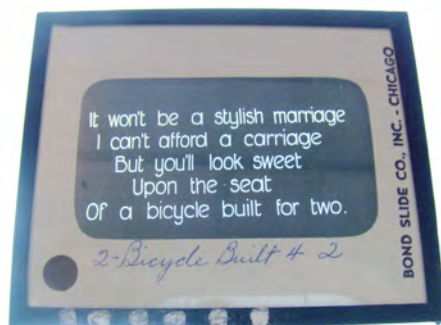 It won't be a stylish marriage
I can't afford a carriage
But you'll look sweet
Upon the seat
Of a bicycle built for two.
2-Bicycle Built 4 2
BOND SLIDE CO., INC. - CHICAGO